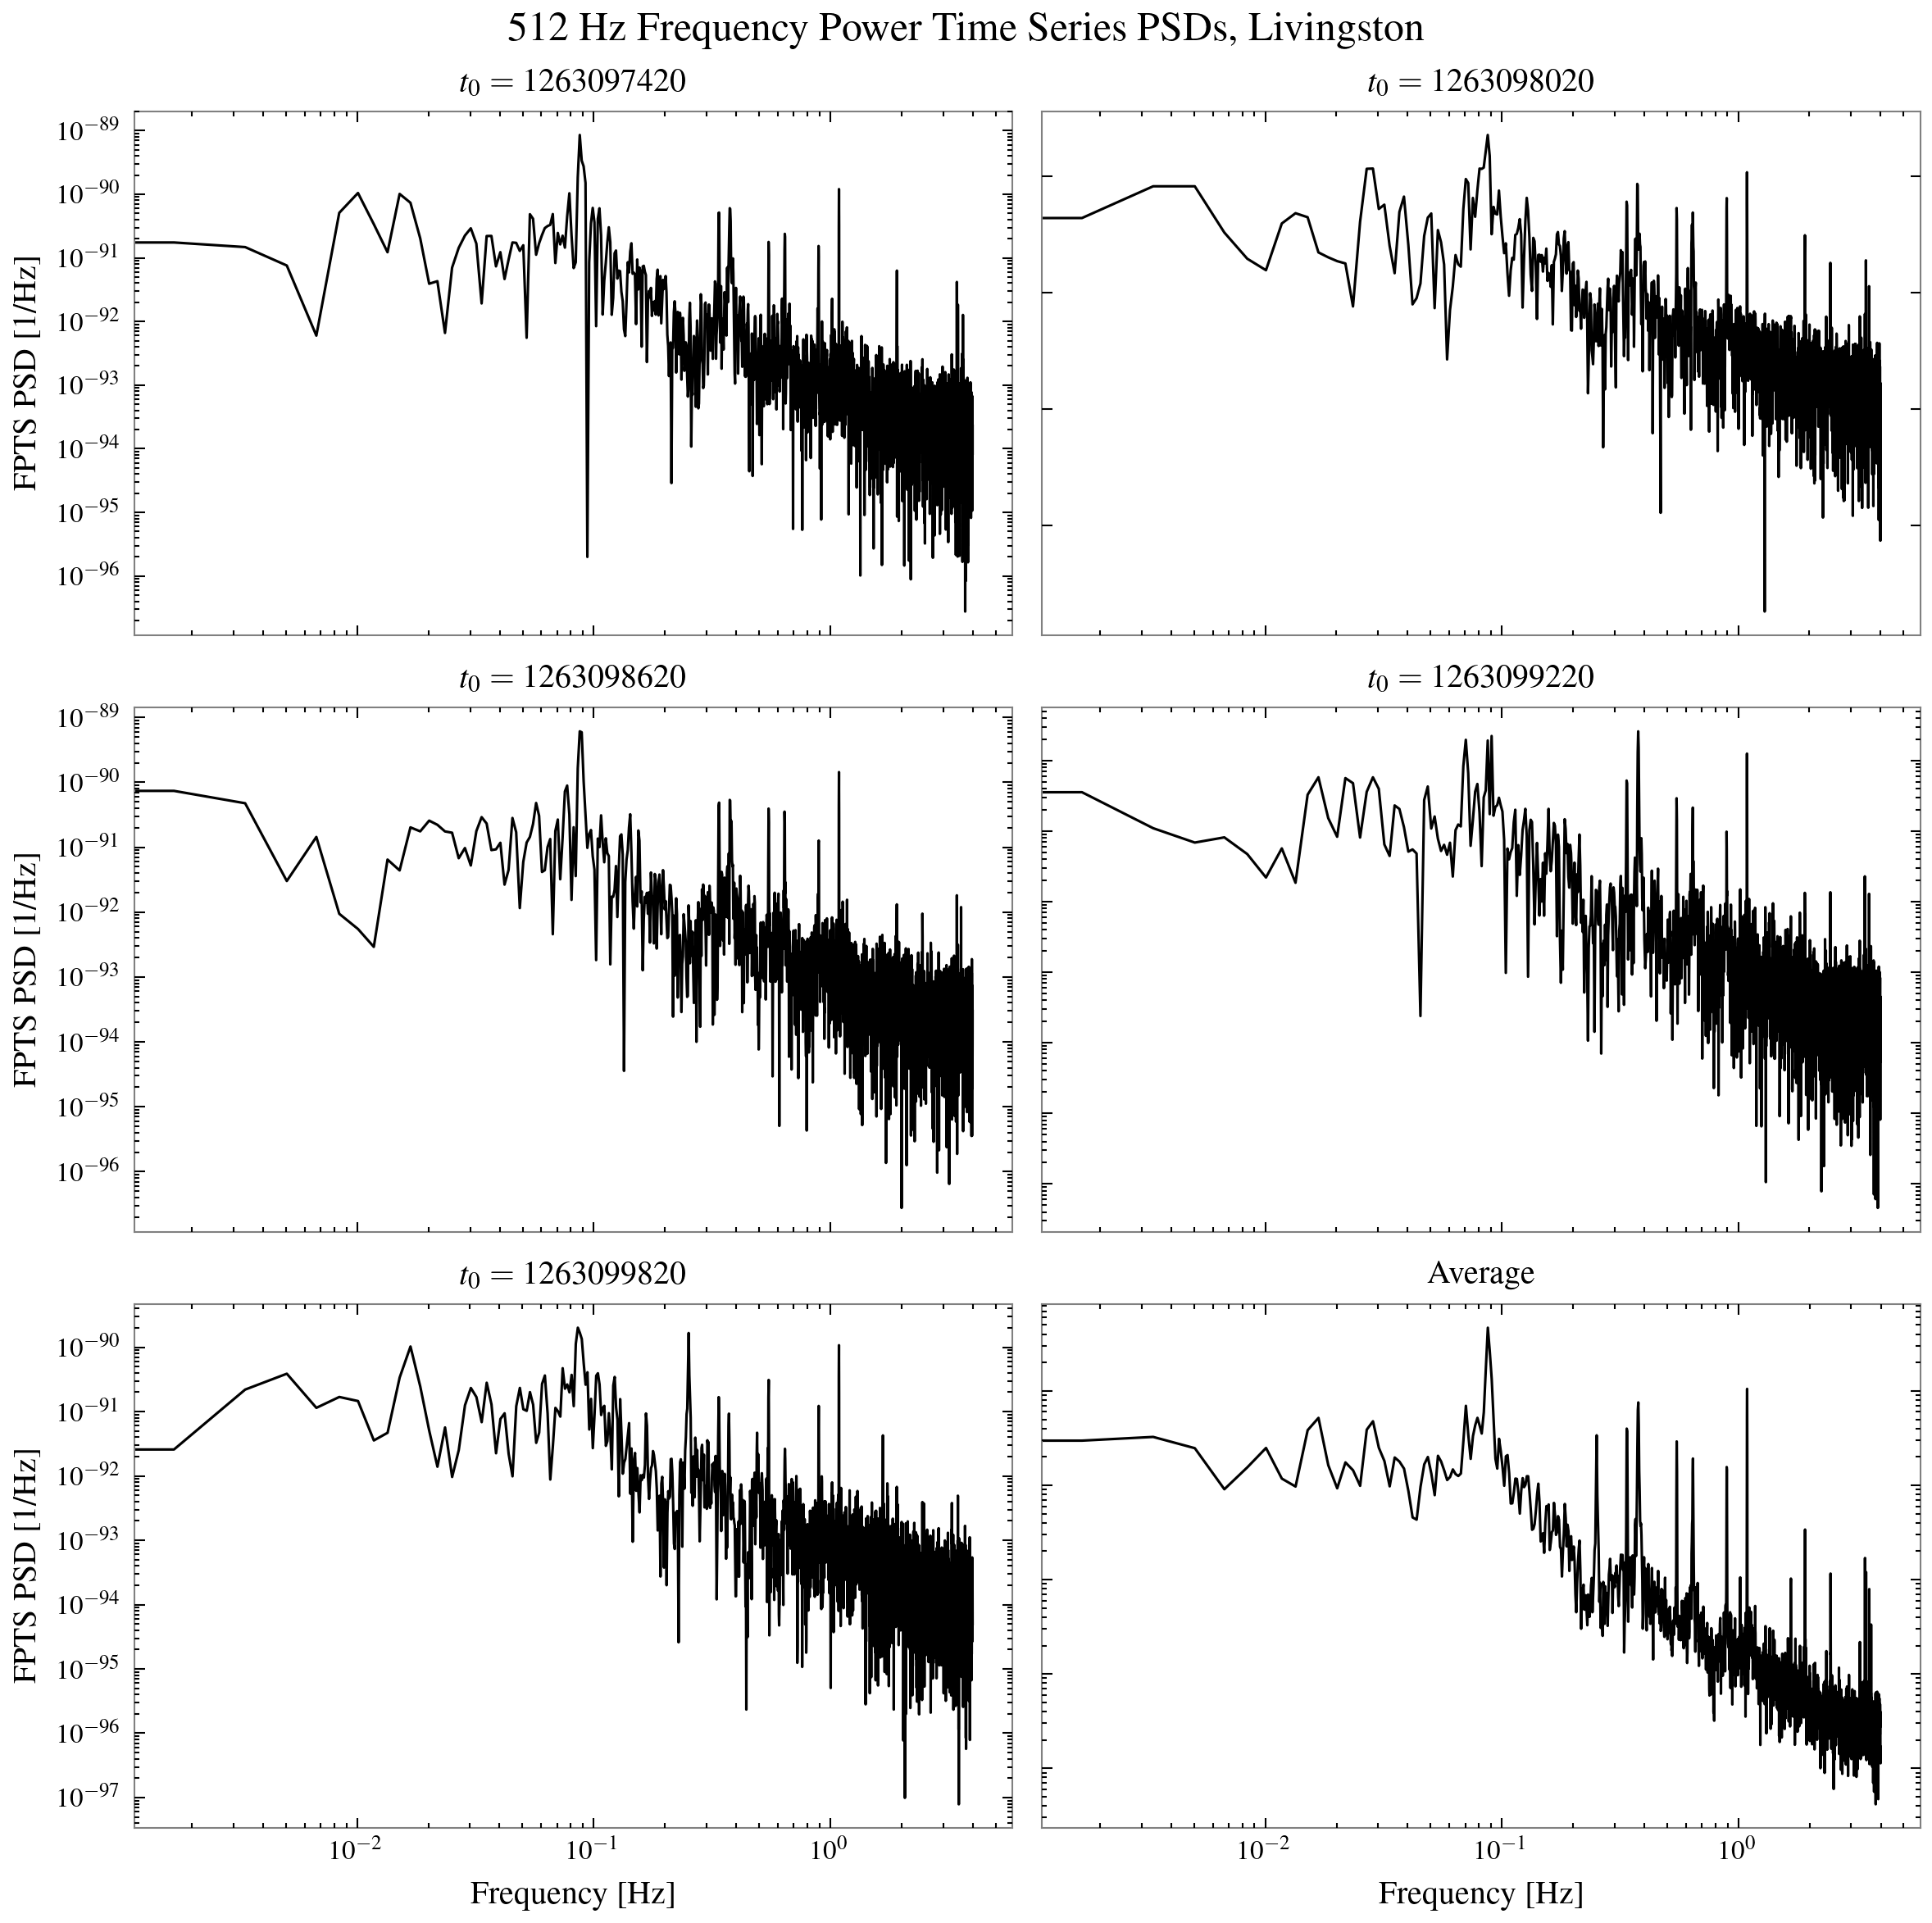 512 Hz Frequency Power Time Series PSDs, Livingston
t₀ = 1263097420
t₀ = 1263098020
10⁻⁸⁹
10⁻⁹⁰
10⁻⁹¹
10⁻⁹²
10⁻⁹³
10⁻⁹⁴
10⁻⁹⁵
10⁻⁹⁶
FPTS PSD [1/Hz]
t₀ = 1263098620
t₀ = 1263099220
10⁻⁸⁹
10⁻⁹⁰
10⁻⁹¹
10⁻⁹²
10⁻⁹³
10⁻⁹⁴
10⁻⁹⁵
10⁻⁹⁶
FPTS PSD [1/Hz]
t₀ = 1263099820
Average
10⁻⁹⁰
10⁻⁹¹
10⁻⁹²
10⁻⁹³
10⁻⁹⁴
10⁻⁹⁵
10⁻⁹⁶
10⁻⁹⁷
FPTS PSD [1/Hz]
10⁻² 10⁻¹ 10⁰
10⁻² 10⁻¹ 10⁰
Frequency [Hz]
Frequency [Hz]